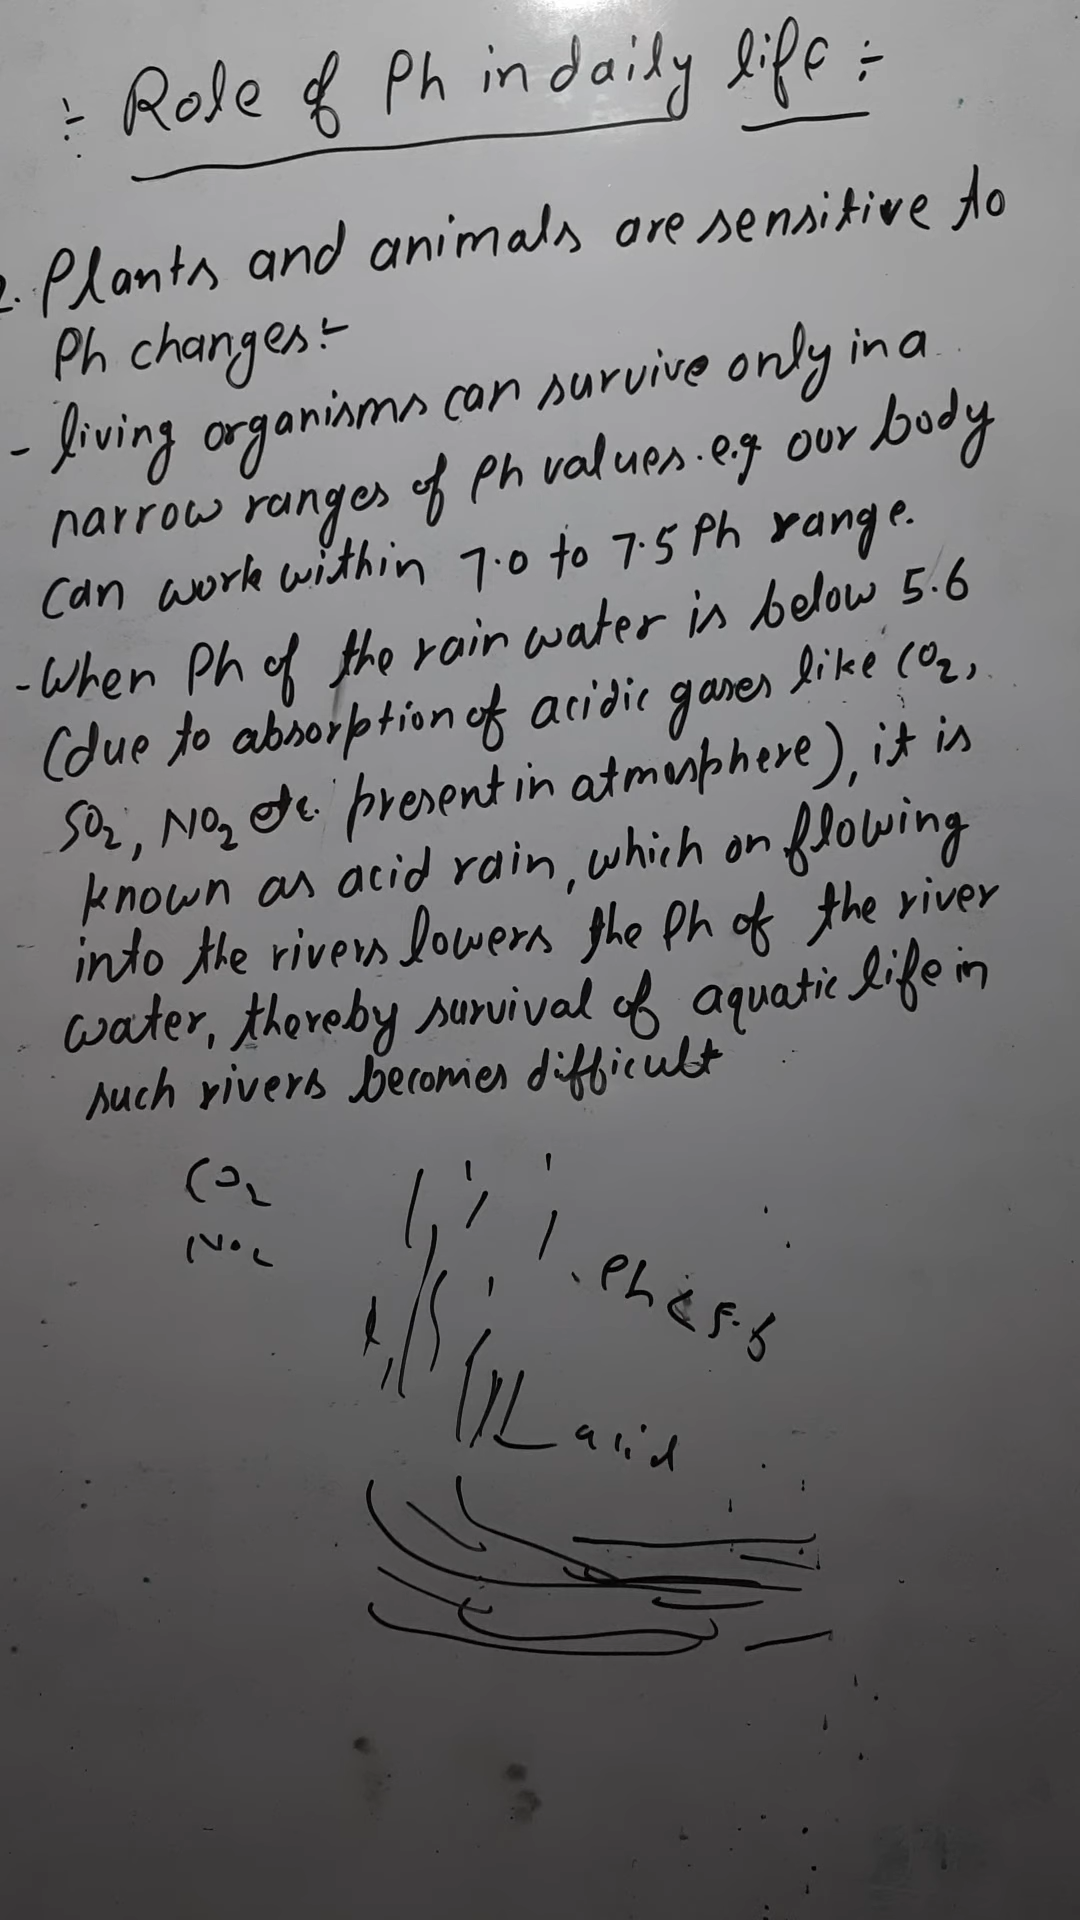 ÷ Role of Ph in daily life ÷
2. Plants and animals are sensitive to
Ph changes:-
- living organisms can survive only in a
narrow ranges of Ph values. e.g our body
can work within 7.0 to 7.5 Ph range.
- When Ph of the rain water is below 5.6
(due to absorption of acidic gases like CO2,
SO2, NO2 etc. present in atmosphere), it is
known as acid rain, which on flowing
into the rivers lowers the Ph of the river
water, thereby survival of aquatic life in
such rivers becomes difficult
CO2
NO2
Ph < 5.6
acid